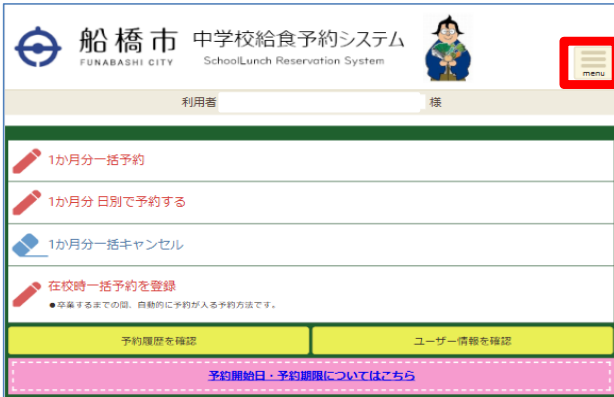 船橋市 中学校給食予約システム
FUNABASHI CITY SchoolLunch Reservation System
menu
利用者 様
1か月分一括予約
1か月分 日別で予約する
1か月分一括キャンセル
在校時一括予約を登録
●卒業するまでの間、自動的に予約が入る予約方法です。
予約履歴を確認 ユーザー情報を確認
予約開始日・予約期限についてはこちら